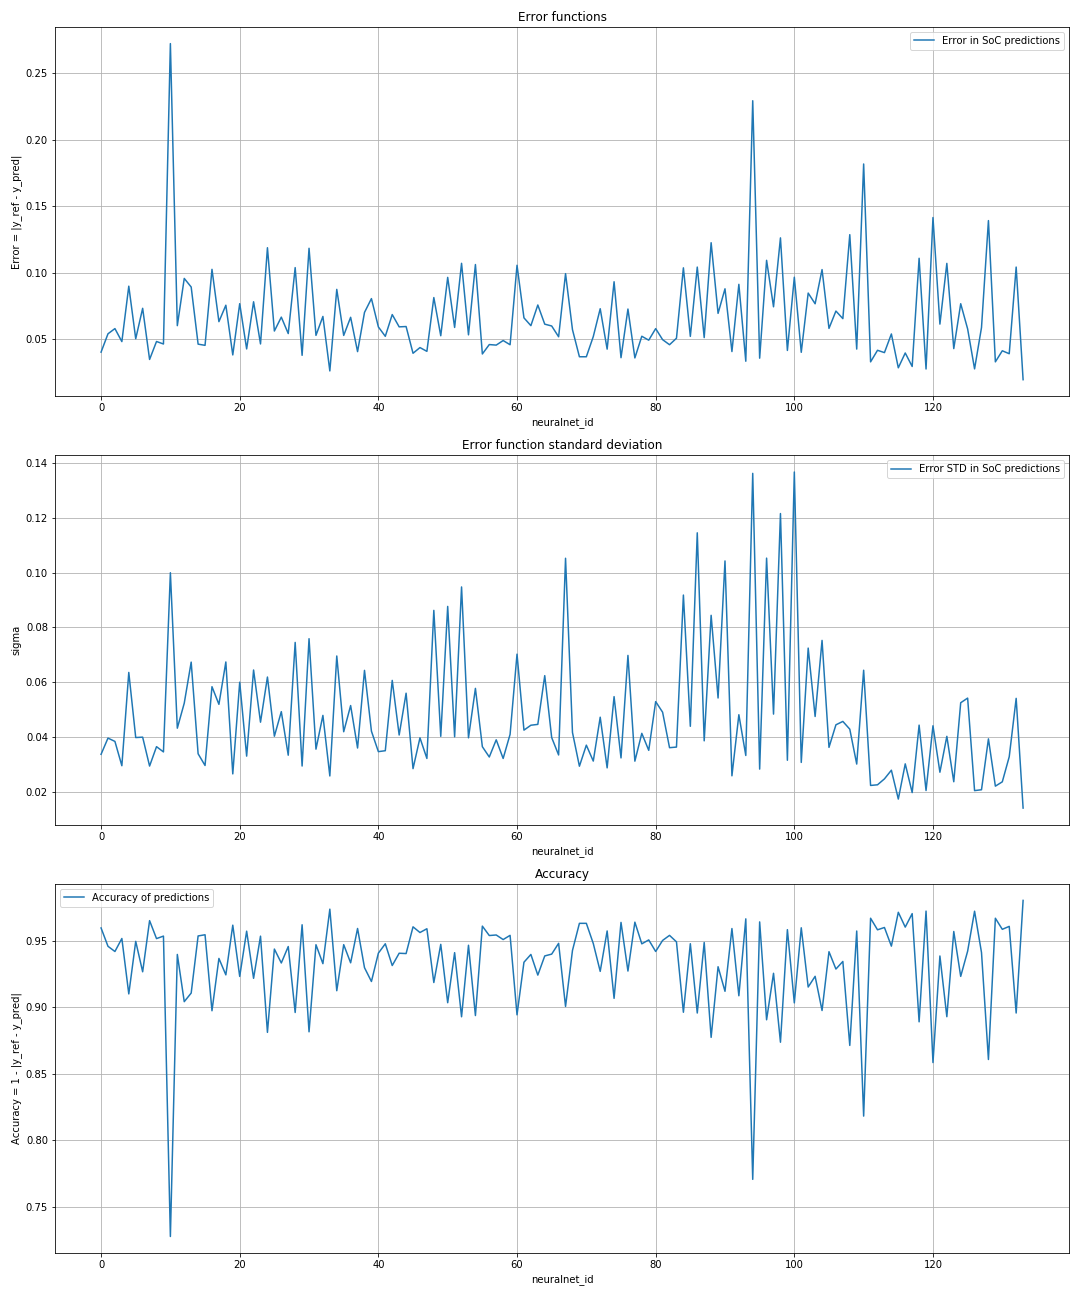 Error functions
Error in SoC predictions
Error = |y_ref - y_pred|
0.25
0.20
0.15
0.10
0.05
0 20 40 60 80 100 120
neuralnet_id
Error function standard deviation
Error STD in SoC predictions
sigma
0.14
0.12
0.10
0.08
0.06
0.04
0.02
0 20 40 60 80 100 120
neuralnet_id
Accuracy
Accuracy of predictions
Accuracy = 1 - |y_ref - y_pred|
0.95
0.90
0.85
0.80
0.75
0 20 40 60 80 100 120
neuralnet_id